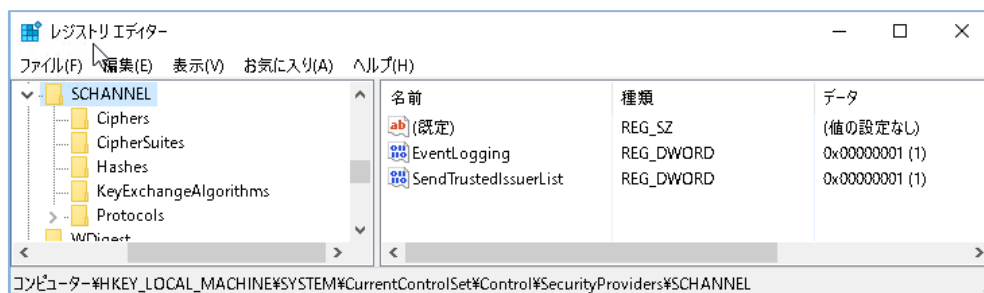 レジストリ エディター
ファイル(F) 編集(E) 表示(V) お気に入り(A) ヘルプ(H)
SCHANNEL
Ciphers
CipherSuites
Hashes
KeyExchangeAlgorithms
Protocols
WDigest
名前 種類 データ
(既定) REG_SZ (値の設定なし)
EventLogging REG_DWORD 0x00000001 (1)
SendTrustedIssuerList REG_DWORD 0x00000001 (1)
コンピューター¥HKEY_LOCAL_MACHINE¥SYSTEM¥CurrentControlSet¥Control¥SecurityProviders¥SCHANNEL